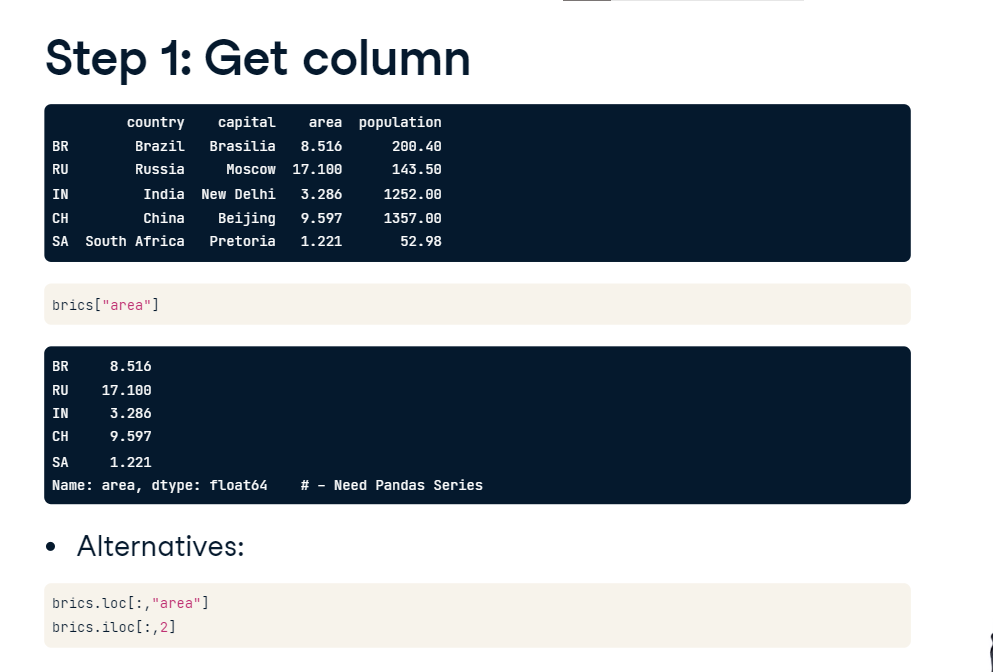 Step 1: Get column
country capital area population
BR Brazil Brasilia 8.516 200.40
RU Russia Moscow 17.100 143.50
IN India New Delhi 3.286 1252.00
CH China Beijing 9.597 1357.00
SA South Africa Pretoria 1.221 52.98
brics["area"]
BR 8.516
RU 17.100
IN 3.286
CH 9.597
SA 1.221
Name: area, dtype: float64 # - Need Pandas Series
• Alternatives:
brics.loc[:,"area"]
brics.iloc[:,2]